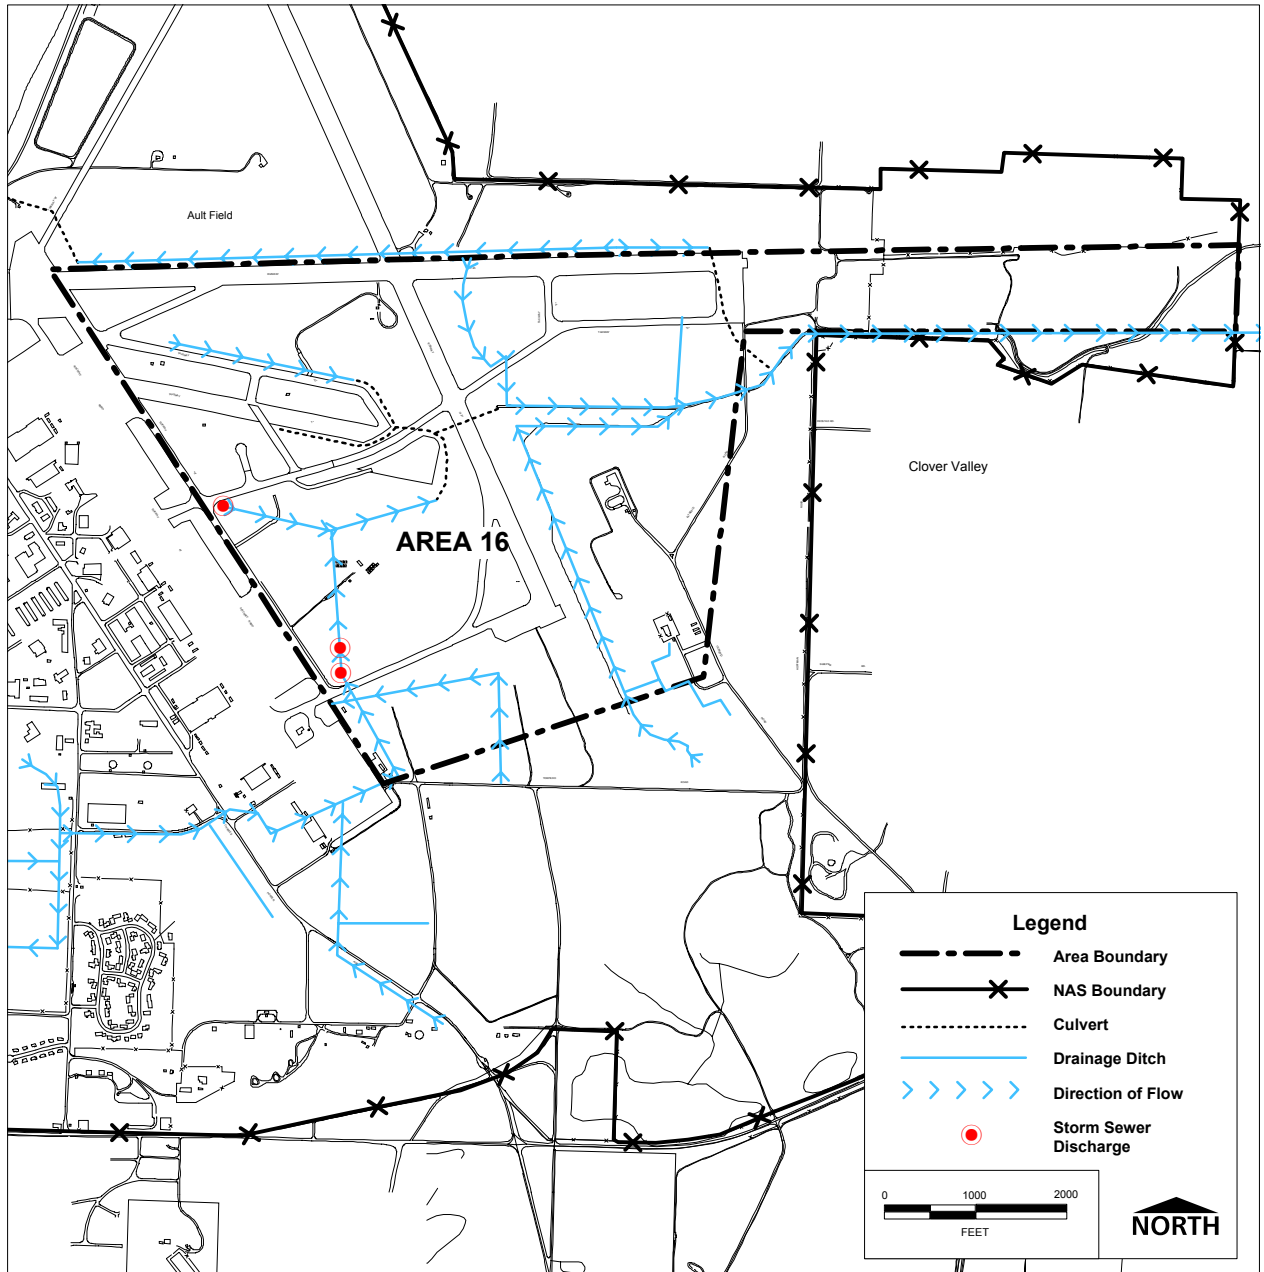 Ault Field
Clover Valley
AREA 16
Legend
Area Boundary
NAS Boundary
Culvert
Drainage Ditch
Direction of Flow
Storm Sewer
Discharge
0 1000 2000
FEET
NORTH